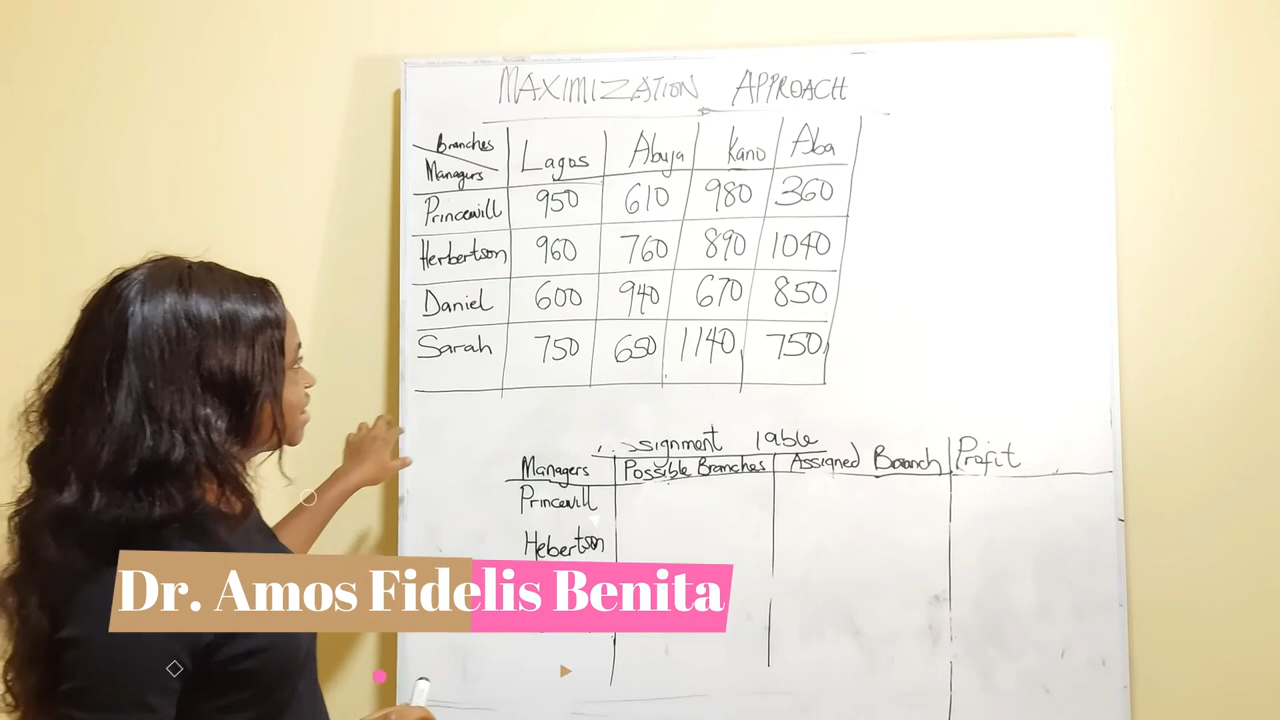 MAXIMIZATION APPROACH
Branches
Managers
Lagos Abuja Kano Aba
Princewill 950 610 980 360
Herbertson 960 760 890 1040
Daniel 600 940 670 850
Sarah 750 650 1140 750
Managers Possible Branches Assigned Branch Profit
Princewill
Hebertson
Dr. Amos Fidelis Benita